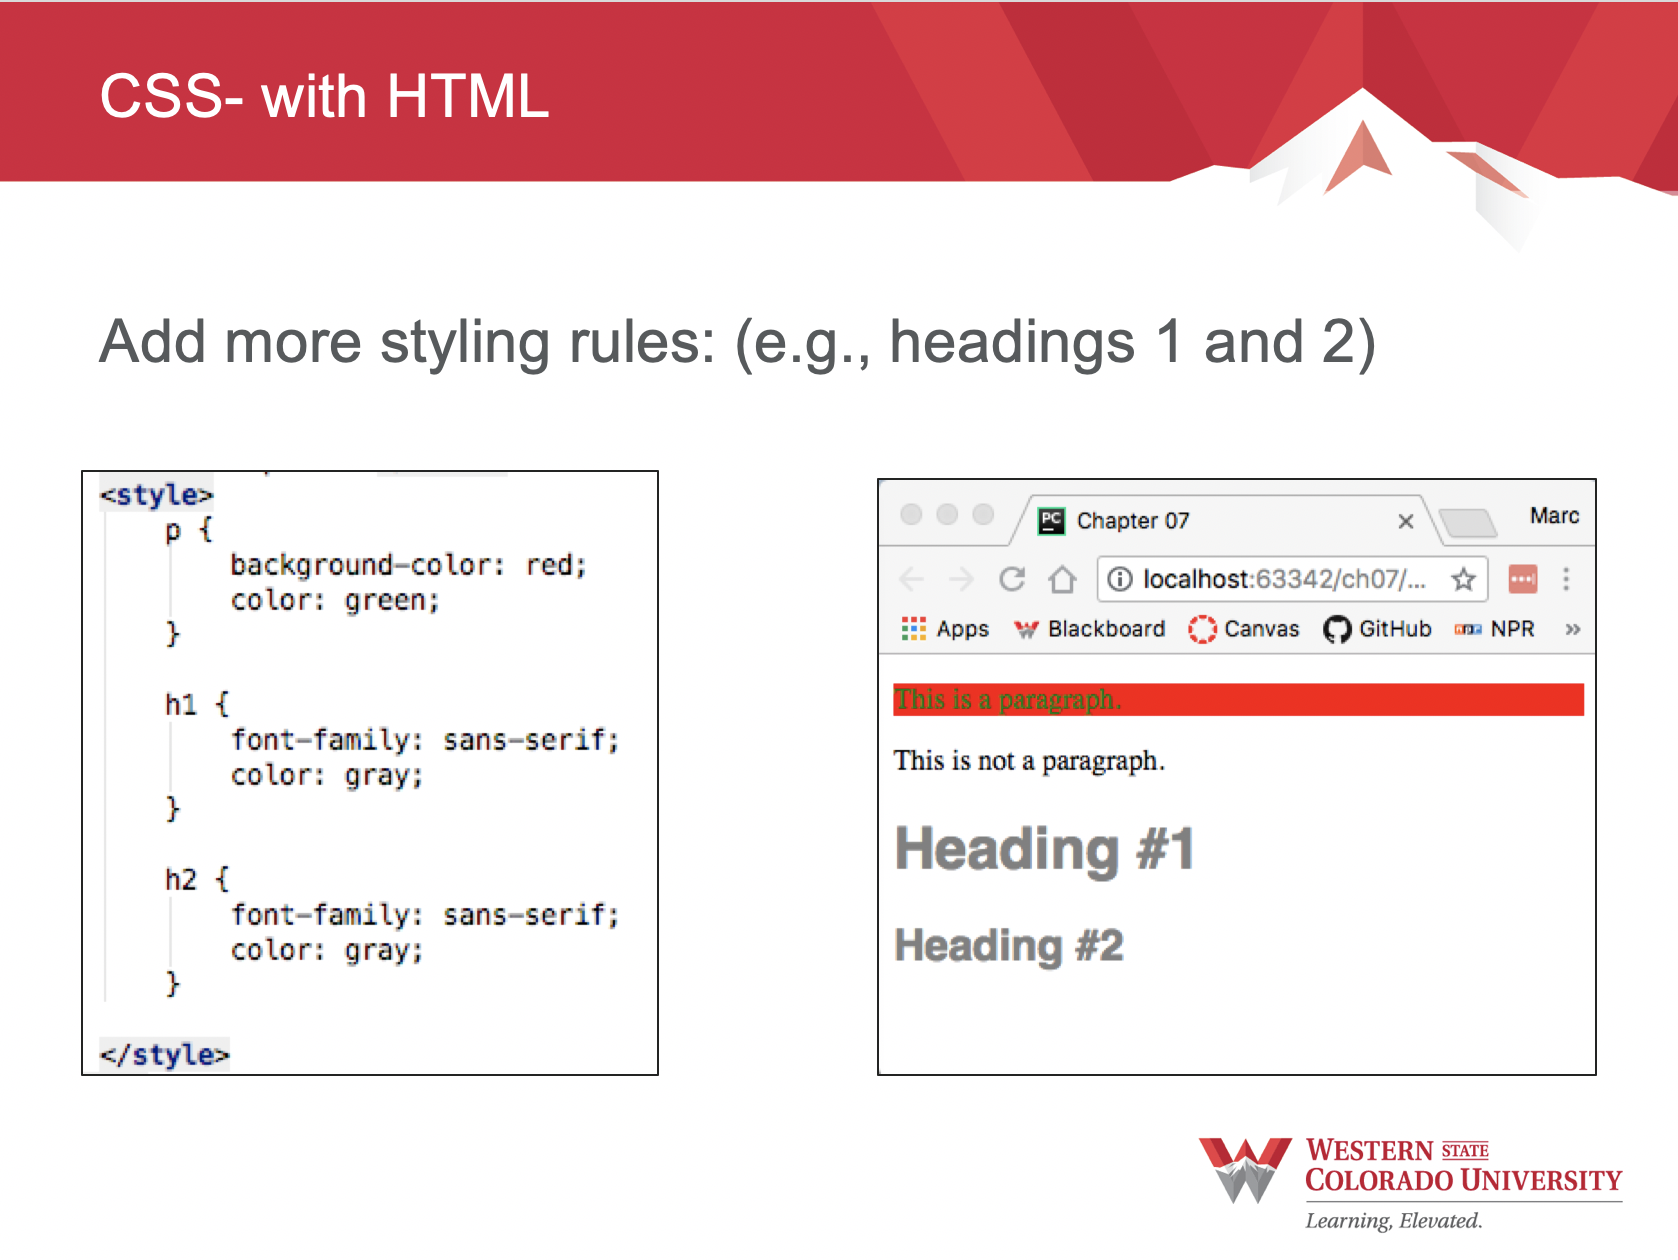 CSS- with HTML
Add more styling rules: (e.g., headings 1 and 2)
<style>
p {
background-color: red;
color: green;
}
h1 {
font-family: sans-serif;
color: gray;
}
h2 {
font-family: sans-serif;
color: gray;
}
</style>
PC Chapter 07
Marc
localhost:63342/ch07/...
Apps Blackboard Canvas GitHub npr NPR »
This is a paragraph.
This is not a paragraph.
Heading #1
Heading #2
WESTERN STATE
COLORADO UNIVERSITY
Learning, Elevated.